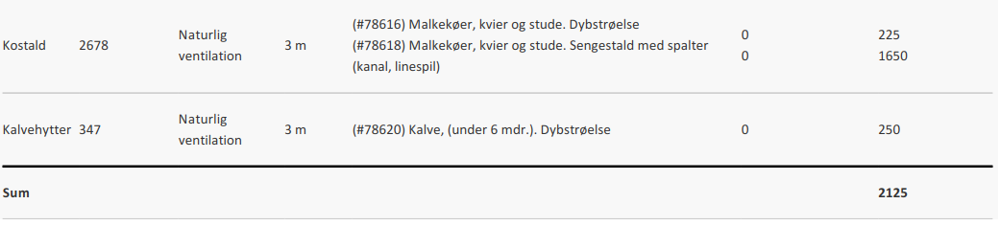 Kostald 2678 Naturlig ventilation 3 m (#78616) Malkekøer, kvier og stude. Dybstrøelse 0 225
(#78618) Malkekøer, kvier og stude. Sengestald med spalter 0 1650
(kanal, linespil)
Kalvehytter 347 Naturlig ventilation 3 m (#78620) Kalve, (under 6 mdr.). Dybstrøelse 0 250
Sum 2125